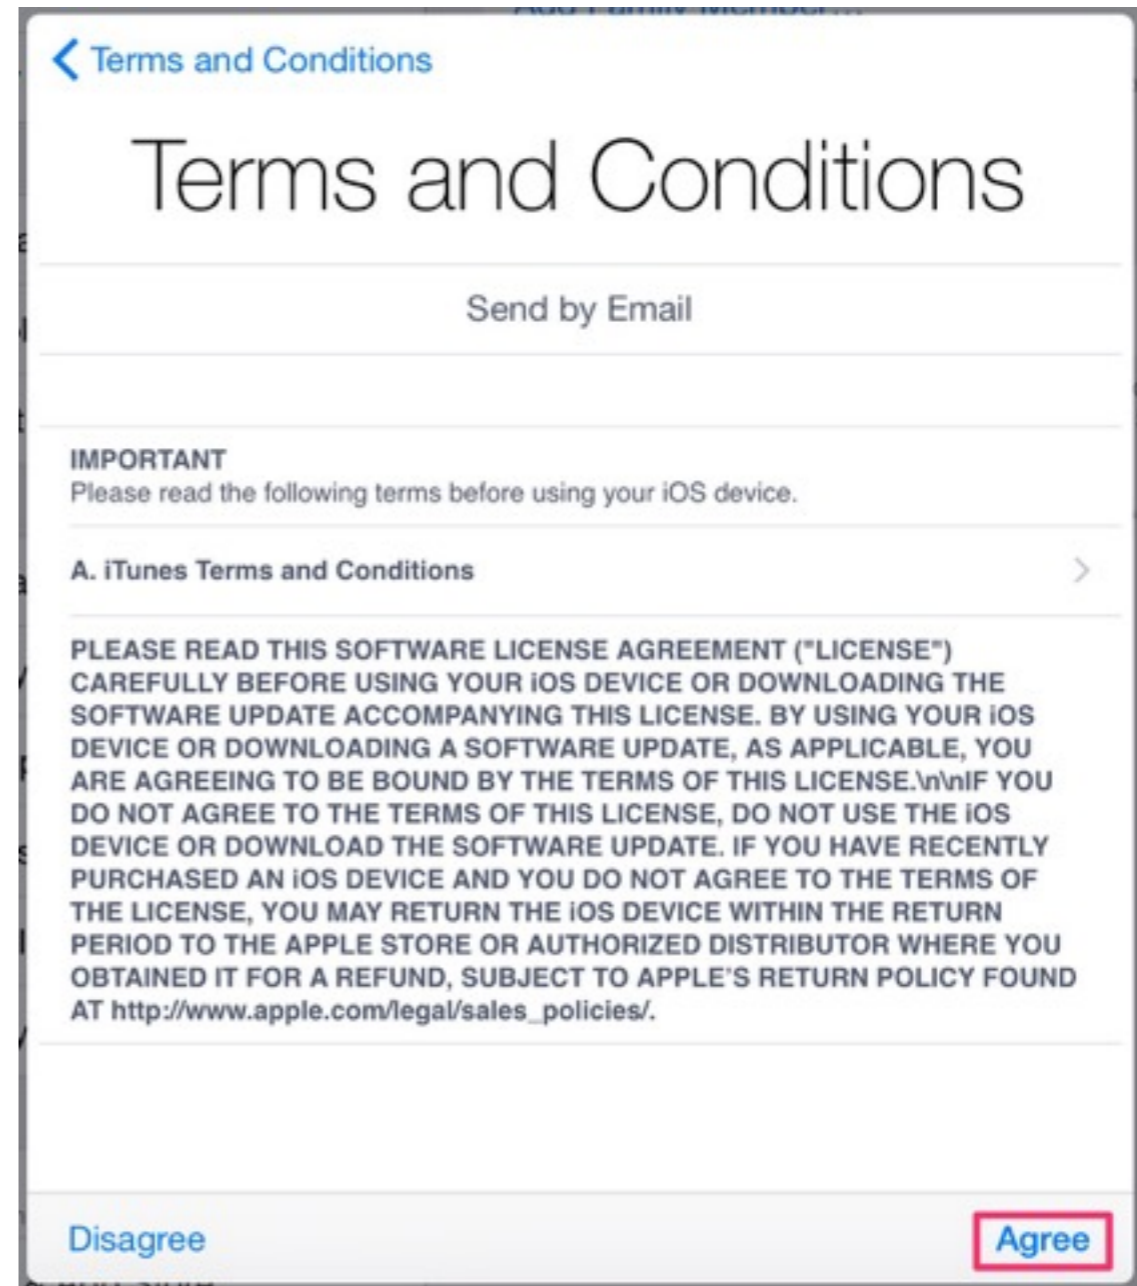 Add Family Member...
Terms and Conditions
Terms and Conditions
Send by Email
IMPORTANT
Please read the following terms before using your iOS device.
A. iTunes Terms and Conditions
PLEASE READ THIS SOFTWARE LICENSE AGREEMENT ("LICENSE")
CAREFULLY BEFORE USING YOUR iOS DEVICE OR DOWNLOADING THE
SOFTWARE UPDATE ACCOMPANYING THIS LICENSE. BY USING YOUR iOS
DEVICE OR DOWNLOADING A SOFTWARE UPDATE, AS APPLICABLE, YOU
ARE AGREEING TO BE BOUND BY THE TERMS OF THIS LICENSE.\n\nIF YOU
DO NOT AGREE TO THE TERMS OF THIS LICENSE, DO NOT USE THE iOS
DEVICE OR DOWNLOAD THE SOFTWARE UPDATE. IF YOU HAVE RECENTLY
PURCHASED AN iOS DEVICE AND YOU DO NOT AGREE TO THE TERMS OF
THE LICENSE, YOU MAY RETURN THE iOS DEVICE WITHIN THE RETURN
PERIOD TO THE APPLE STORE OR AUTHORIZED DISTRIBUTOR WHERE YOU
OBTAINED IT FOR A REFUND, SUBJECT TO APPLE'S RETURN POLICY FOUND
AT http://www.apple.com/legal/sales_policies/.
Disagree
Agree